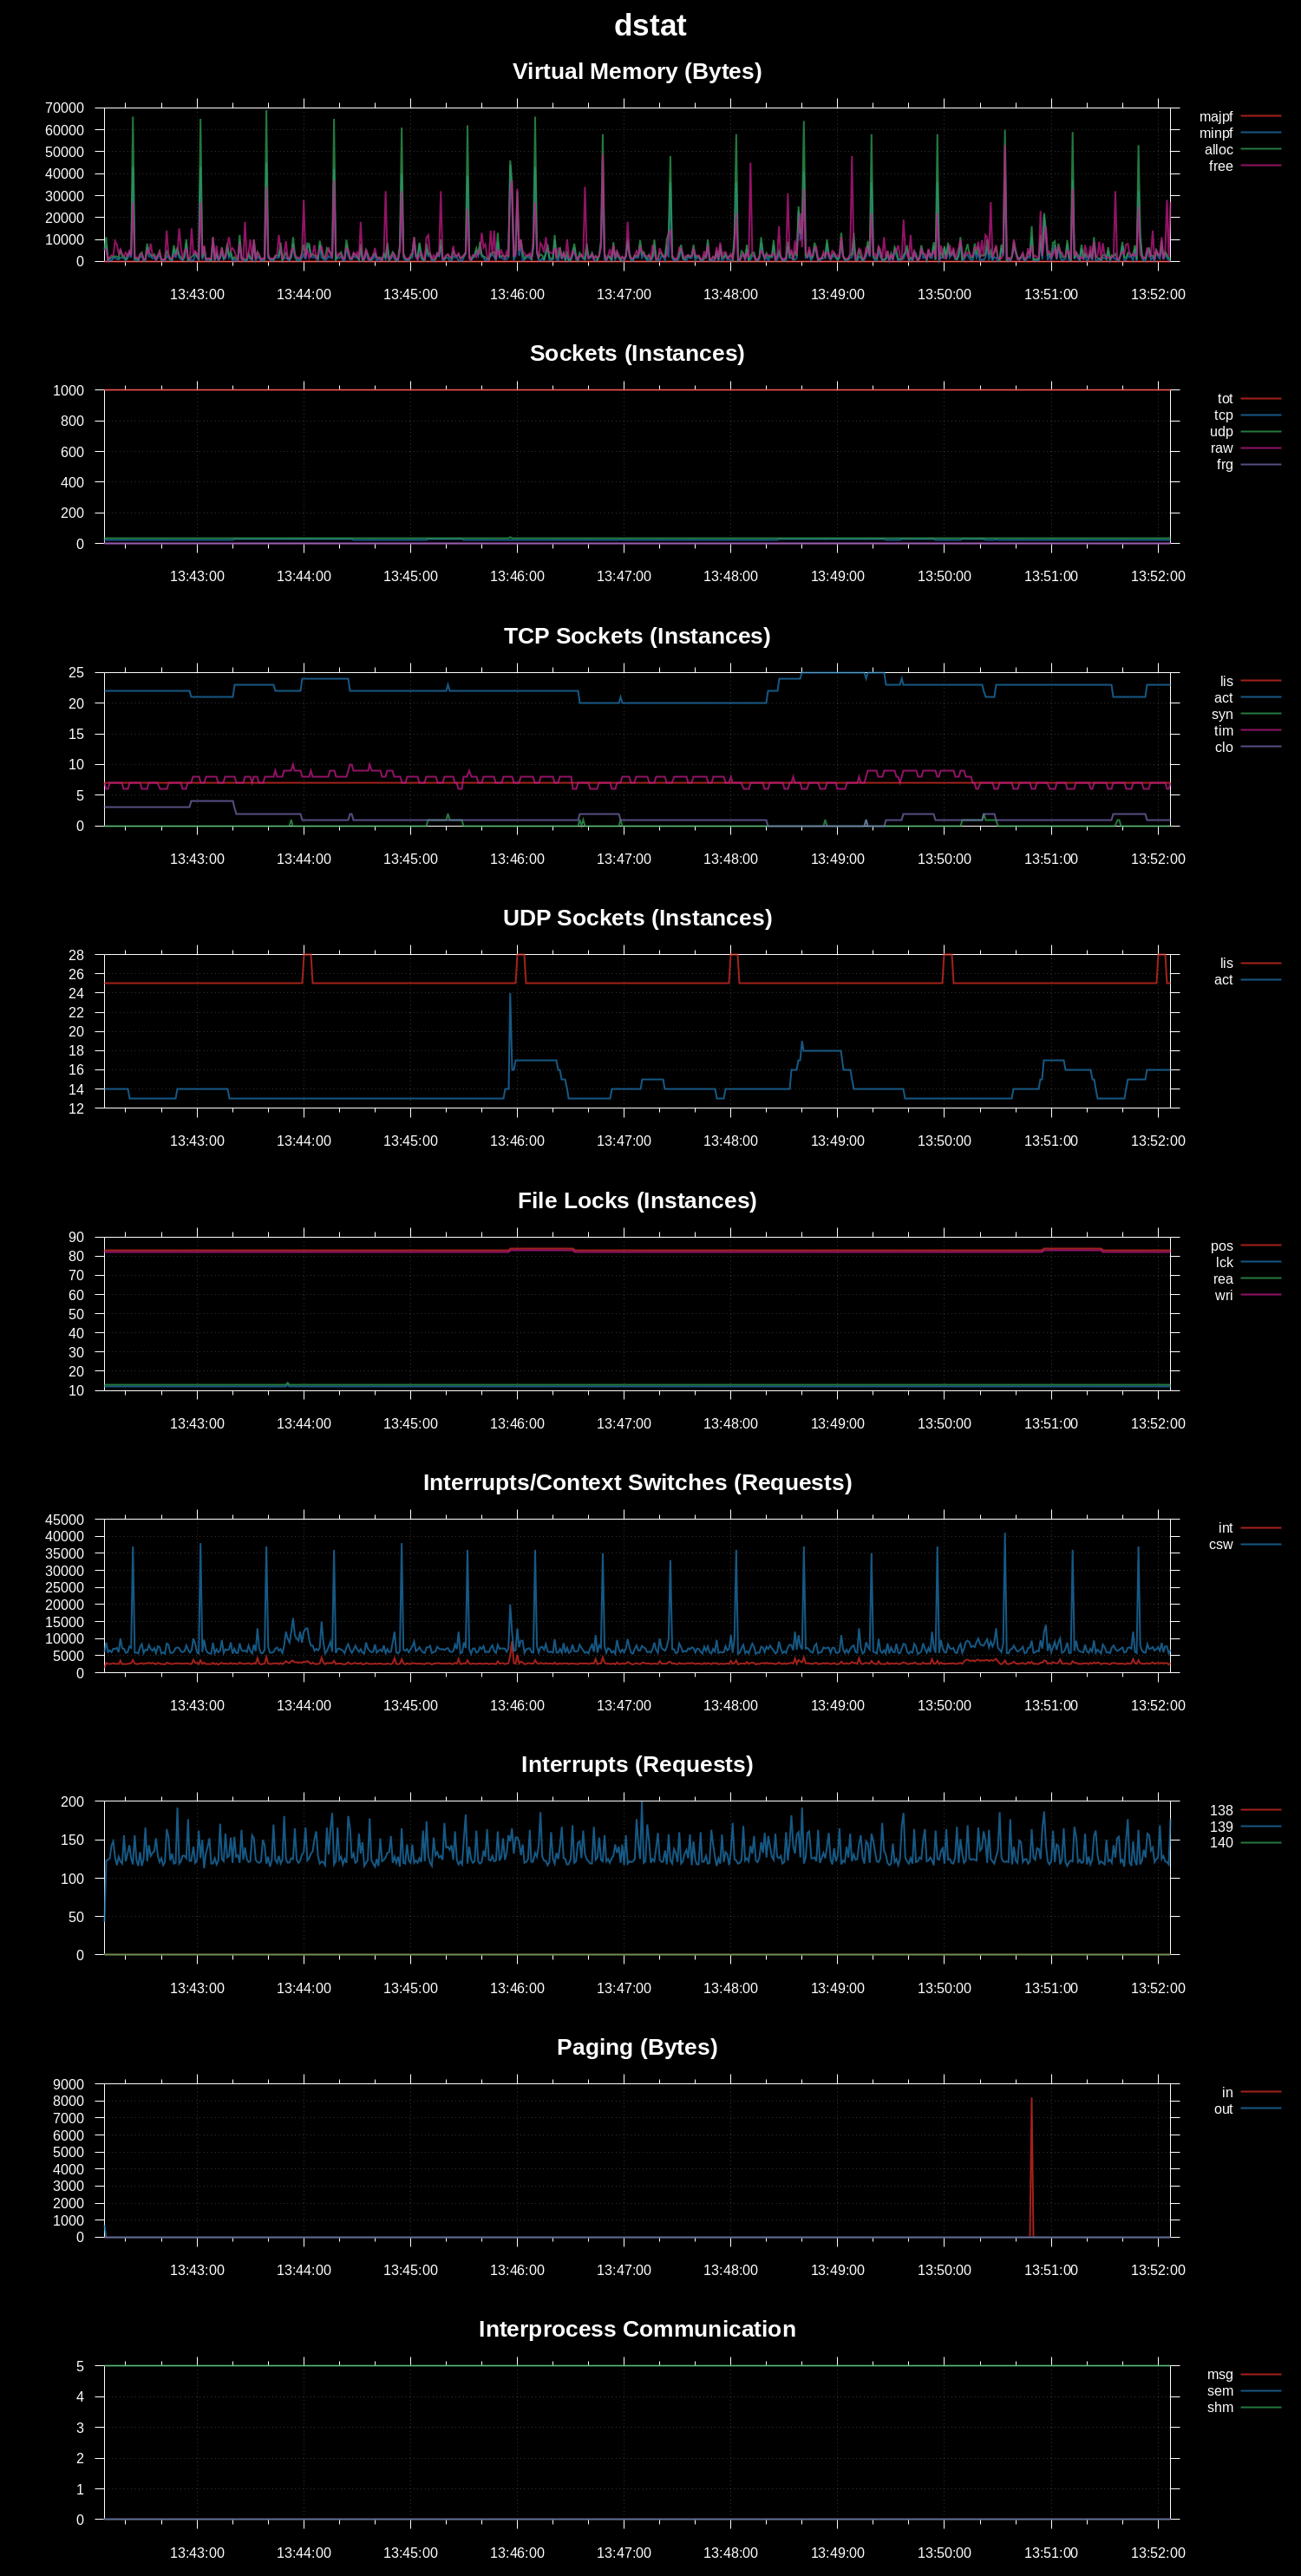 dstat
Virtual Memory (Bytes)
70000
60000
50000
40000
30000
20000
10000
0
13:43:00 13:44:00 13:45:00 13:46:00 13:47:00 13:48:00 13:49:00 13:50:00 13:51:00 13:52:00
majpf
minpf
alloc
free
Sockets (Instances)
1000
800
600
400
200
0
13:43:00 13:44:00 13:45:00 13:46:00 13:47:00 13:48:00 13:49:00 13:50:00 13:51:00 13:52:00
tot
tcp
udp
raw
frg
TCP Sockets (Instances)
25
20
15
10
5
0
13:43:00 13:44:00 13:45:00 13:46:00 13:47:00 13:48:00 13:49:00 13:50:00 13:51:00 13:52:00
lis
act
syn
tim
clo
UDP Sockets (Instances)
28
26
24
22
20
18
16
14
12
13:43:00 13:44:00 13:45:00 13:46:00 13:47:00 13:48:00 13:49:00 13:50:00 13:51:00 13:52:00
lis
act
File Locks (Instances)
90
80
70
60
50
40
30
20
10
13:43:00 13:44:00 13:45:00 13:46:00 13:47:00 13:48:00 13:49:00 13:50:00 13:51:00 13:52:00
pos
lck
rea
wri
Interrupts/Context Switches (Requests)
45000
40000
35000
30000
25000
20000
15000
10000
5000
0
13:43:00 13:44:00 13:45:00 13:46:00 13:47:00 13:48:00 13:49:00 13:50:00 13:51:00 13:52:00
int
csw
Interrupts (Requests)
200
150
100
50
0
13:43:00 13:44:00 13:45:00 13:46:00 13:47:00 13:48:00 13:49:00 13:50:00 13:51:00 13:52:00
138
139
140
Paging (Bytes)
9000
8000
7000
6000
5000
4000
3000
2000
1000
0
13:43:00 13:44:00 13:45:00 13:46:00 13:47:00 13:48:00 13:49:00 13:50:00 13:51:00 13:52:00
in
out
Interprocess Communication
5
4
3
2
1
0
13:43:00 13:44:00 13:45:00 13:46:00 13:47:00 13:48:00 13:49:00 13:50:00 13:51:00 13:52:00
msg
sem
shm